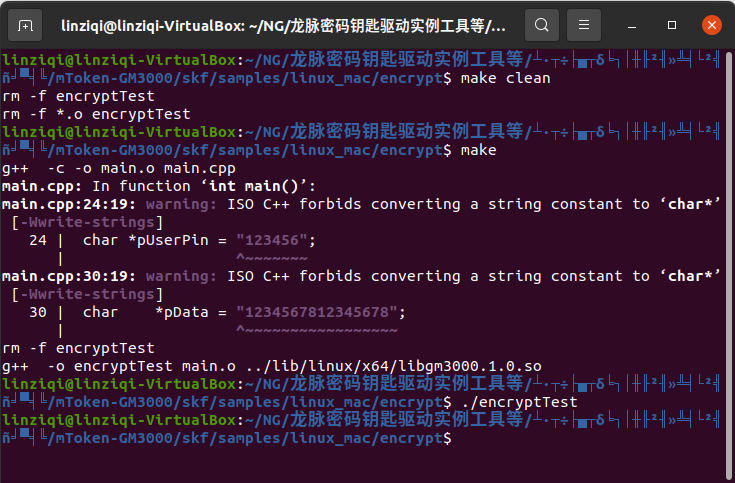 linziqi@linziqi-VirtualBox: ~/NG/龙脉密码钥匙驱动实例工具等/...
linziqi@linziqi-VirtualBox:~/NG/龙脉密码钥匙驱动实例工具等/┴·┬÷├▄┬δ╘┐│╫╟²╢»╩╡└²╣
ñ╛▀╡╚/mToken-GM3000/skf/samples/linux_mac/encrypt$ make clean
rm -f encryptTest
rm -f *.o encryptTest
linziqi@linziqi-VirtualBox:~/NG/龙脉密码钥匙驱动实例工具等/┴·┬÷├▄┬δ╘┐│╫╟²╢»╩╡└²╣
ñ╛▀╡╚/mToken-GM3000/skf/samples/linux_mac/encrypt$ make
g++  -c -o main.o main.cpp
main.cpp: In function ‘int main()’:
main.cpp:24:19: warning: ISO C++ forbids converting a string constant to ‘char*’
 [-Wwrite-strings]
   24 |  char *pUserPin = "123456";
      |                   ^~~~~~~~
main.cpp:30:19: warning: ISO C++ forbids converting a string constant to ‘char*’
 [-Wwrite-strings]
   30 |  char    *pData = "1234567812345678";
      |                   ^~~~~~~~~~~~~~~~~~
rm -f encryptTest
g++  -o encryptTest main.o ../lib/linux/x64/libgm3000.1.0.so
linziqi@linziqi-VirtualBox:~/NG/龙脉密码钥匙驱动实例工具等/┴·┬÷├▄┬δ╘┐│╫╟²╢»╩╡└²╣
ñ╛▀╡╚/mToken-GM3000/skf/samples/linux_mac/encrypt$ ./encryptTest
linziqi@linziqi-VirtualBox:~/NG/龙脉密码钥匙驱动实例工具等/┴·┬÷├▄┬δ╘┐│╫╟²╢»╩╡└²╣
ñ╛▀╡╚/mToken-GM3000/skf/samples/linux_mac/encrypt$